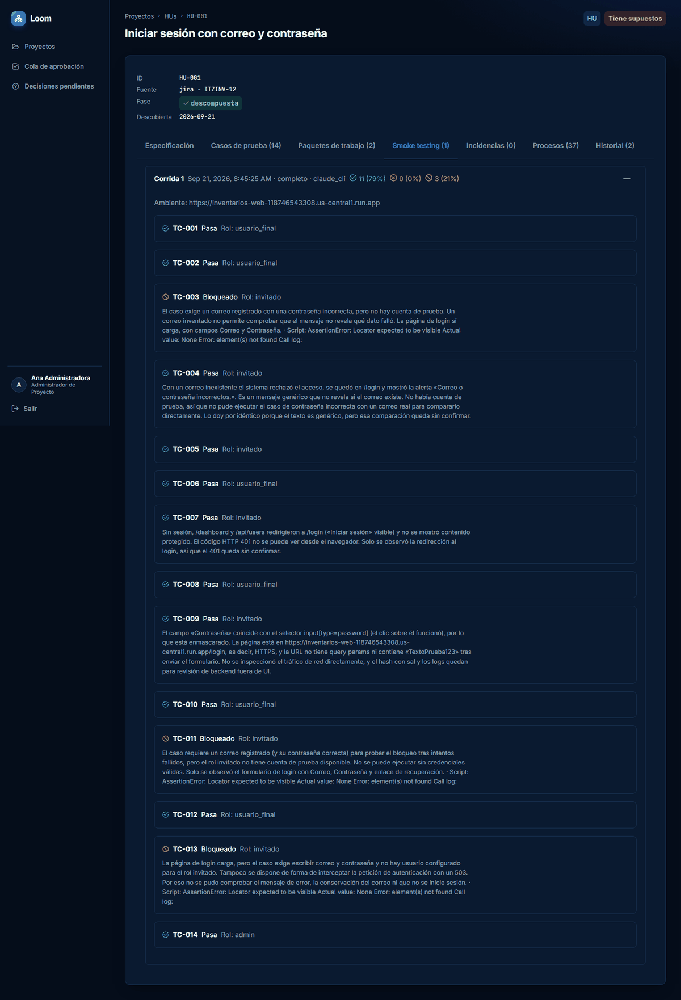 Loom
Proyectos
Cola de aprobación
Decisiones pendientes
Ana Administradora
Administrador de
Proyecto
A
Salir
Proyectos › HUs › HU-001
HU
Tiene supuestos
Iniciar sesión con correo y contraseña
ID HU-001
Fuente jira · ITZINV-12
Fase descompuesta
Descubierta 2026-09-21
Especificación
Casos de prueba (14)
Paquetes de trabajo (2)
Smoke testing (1)
Incidencias (0)
Procesos (37)
Historial (2)
Corrida 1 Sep 21, 2026, 8:45:25 AM · completo · claude_cli 11 (79%) 0 (0%) 3 (21%)
Ambiente: https://inventarios-web-118746543308.us-central1.run.app
TC-001 Pasa Rol: usuario_final
TC-002 Pasa Rol: usuario_final
TC-003 Bloqueado Rol: invitado
El caso exige un correo registrado con una contraseña incorrecta, pero no hay cuenta de prueba. Un
correo inventado no permite comprobar que el mensaje no revela qué dato falló. La página de login sí
carga, con campos Correo y Contraseña. · Script: AssertionError: Locator expected to be visible Actual
value: None Error: element(s) not found Call log:
TC-004 Pasa Rol: invitado
Con un correo inexistente el sistema rechazó el acceso, se quedó en /login y mostró la alerta «Correo o
contraseña incorrectos.». Es un mensaje genérico que no revela si el correo existe. No había cuenta de
prueba, así que no pude ejecutar el caso de contraseña incorrecta con un correo real para compararlo
directamente. Lo doy por idéntico porque el texto es genérico, pero esa comparación queda sin confirmar.
TC-005 Pasa Rol: invitado
TC-006 Pasa Rol: usuario_final
TC-007 Pasa Rol: invitado
Sin sesión, /dashboard y /api/users redirigieron a /login («Iniciar sesión» visible) y no se mostró contenido
protegido. El código HTTP 401 no se puede ver desde el navegador. Solo se observó la redirección al
login, así que el 401 queda sin confirmar.
TC-008 Pasa Rol: usuario_final
TC-009 Pasa Rol: invitado
El campo «Contraseña» coincide con el selector input[type=password] (el clic sobre él funcionó), por lo
que está enmascarado. La página está en https://inventarios-web-118746543308.us-
central1.run.app/login, es decir, HTTPS, y la URL no tiene query params ni contiene «TextoPrueba123» tras
enviar el formulario. No se inspeccionó el tráfico de red directamente, y el hash con sal y los logs quedan
para revisión de backend fuera de UI.
TC-010 Pasa Rol: usuario_final
TC-011 Bloqueado Rol: invitado
El caso requiere un correo registrado (y su contraseña correcta) para probar el bloqueo tras intentos
fallidos, pero el rol invitado no tiene cuenta de prueba disponible. No se puede ejecutar sin credenciales
válidas. Solo se observó el formulario de login con Correo, Contraseña y enlace de recuperación. · Script:
AssertionError: Locator expected to be visible Actual value: None Error: element(s) not found Call log:
TC-012 Pasa Rol: usuario_final
TC-013 Bloqueado Rol: invitado
La página de login carga, pero el caso exige escribir correo y contraseña y no hay usuario configurado
para el rol invitado. Tampoco se dispone de forma de interceptar la petición de autenticación con un 503.
Por eso no se pudo comprobar el mensaje de error, la conservación del correo ni que no se inicie sesión. ·
Script: AssertionError: Locator expected to be visible Actual value: None Error: element(s) not found Call
log:
TC-014 Pasa Rol: admin